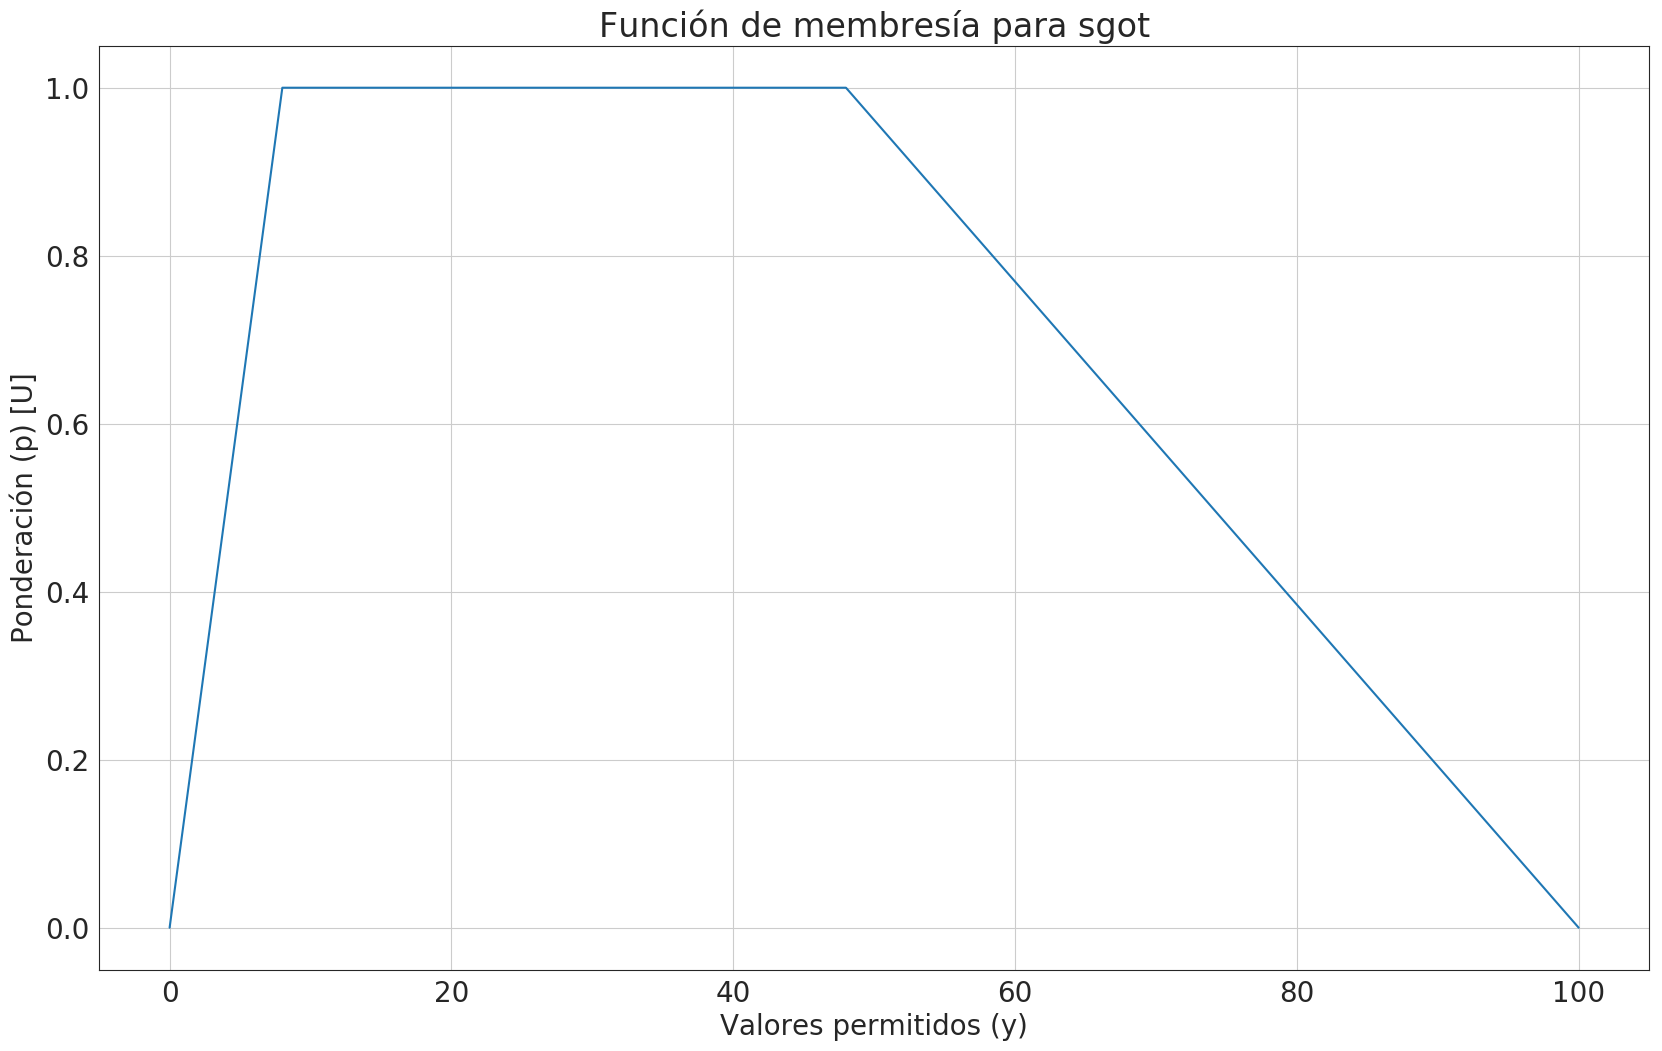 Función de membresía para sgot
Ponderación (p) [U]
1.0
0.8
0.6
0.4
0.2
0.0
0 20 40 60 80 100
Valores permitidos (y)